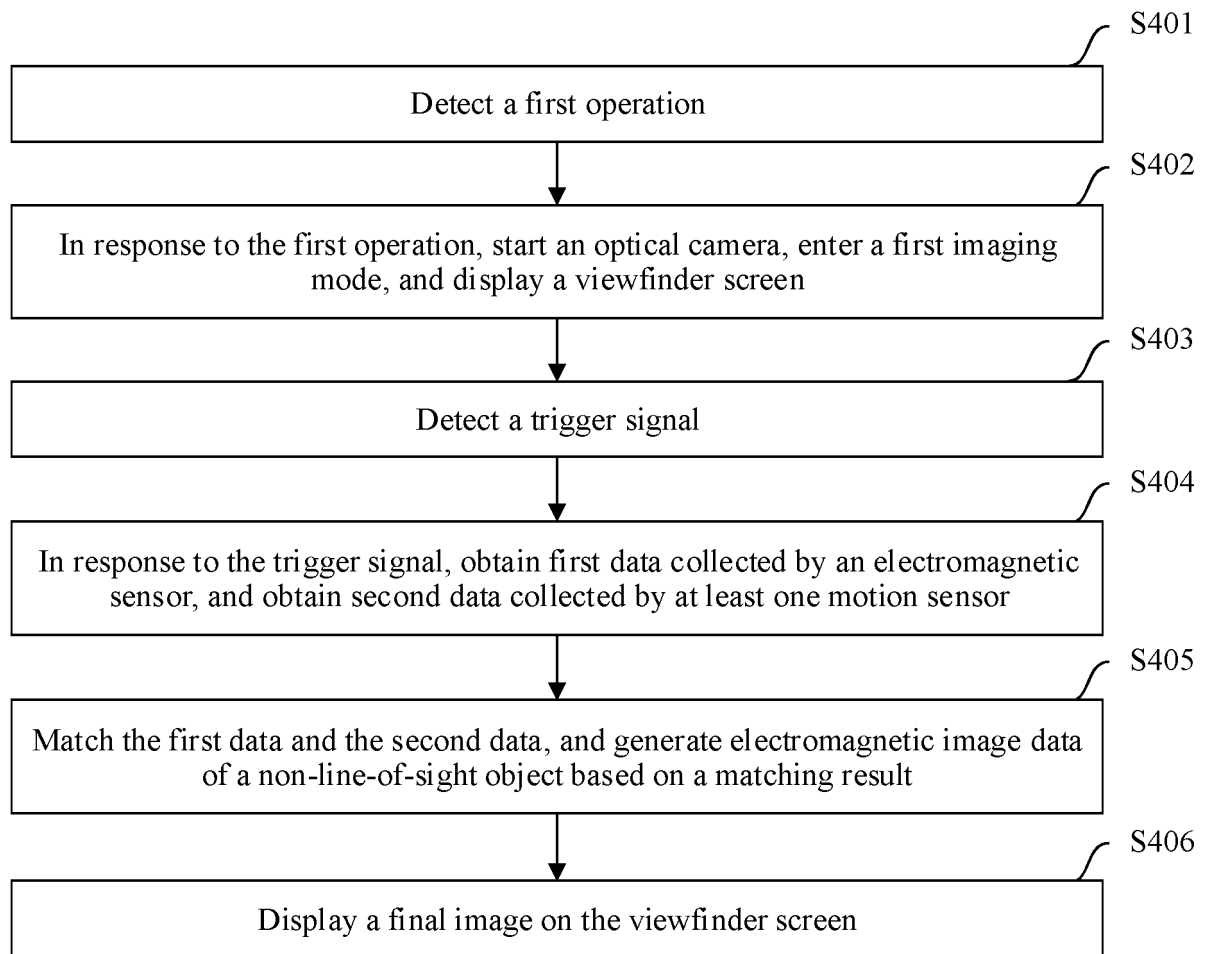 S401
Detect a first operation
S402
In response to the first operation, start an optical camera, enter a first imaging
mode, and display a viewfinder screen
S403
Detect a trigger signal
S404
In response to the trigger signal, obtain first data collected by an electromagnetic
sensor, and obtain second data collected by at least one motion sensor
S405
Match the first data and the second data, and generate electromagnetic image data
of a non-line-of-sight object based on a matching result
S406
Display a final image on the viewfinder screen